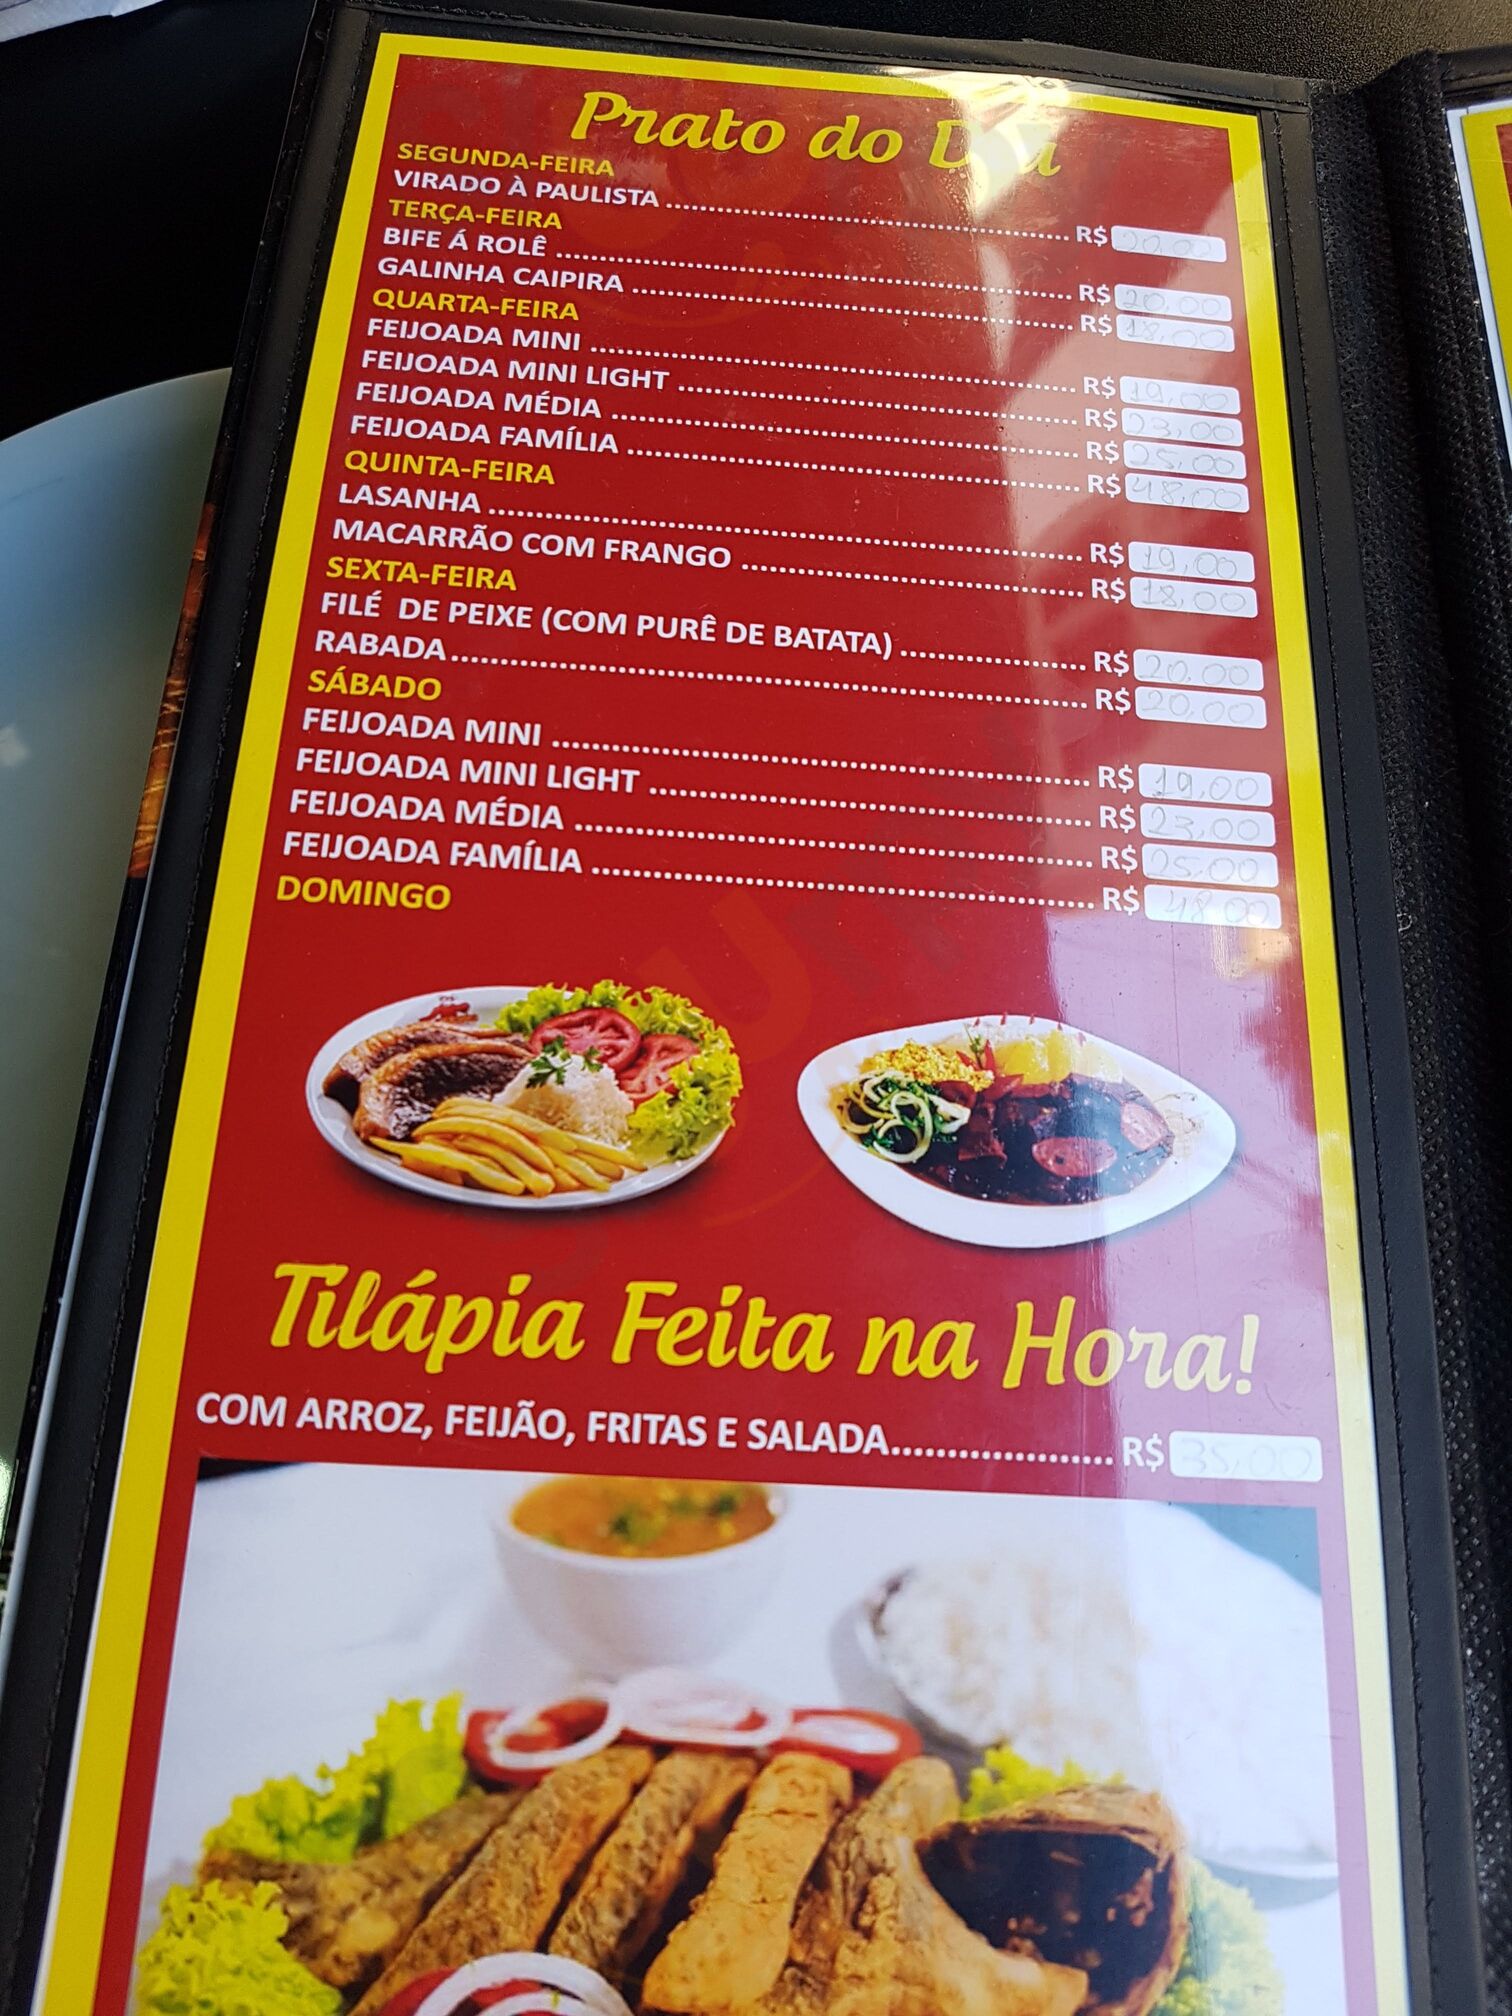 Prato do Dia
SEGUNDA-FEIRA
VIRADO À PAULISTA ........ R$ 20,00
TERÇA-FEIRA
BIFE Á ROLÊ ........ R$ 20,00
GALINHA CAIPIRA ........ R$ 18,00
QUARTA-FEIRA
FEIJOADA MINI ........ R$ 19,00
FEIJOADA MINI LIGHT ........ R$ 23,00
FEIJOADA MÉDIA ........ R$ 25,00
FEIJOADA FAMÍLIA ........ R$ 48,00
QUINTA-FEIRA
LASANHA ........ R$ 19,00
MACARRÃO COM FRANGO ........ R$ 18,00
SEXTA-FEIRA
FILÉ DE PEIXE (COM PURÊ DE BATATA) ........ R$ 20,00
RABADA ........ R$ 20,00
SÁBADO
FEIJOADA MINI ........ R$ 19,00
FEIJOADA MINI LIGHT ........ R$ 23,00
FEIJOADA MÉDIA ........ R$ 25,00
FEIJOADA FAMÍLIA ........ R$ 48,00
DOMINGO
Tilápia Feita na Hora!
COM ARROZ, FEIJÃO, FRITAS E SALADA ........ R$ 35,00